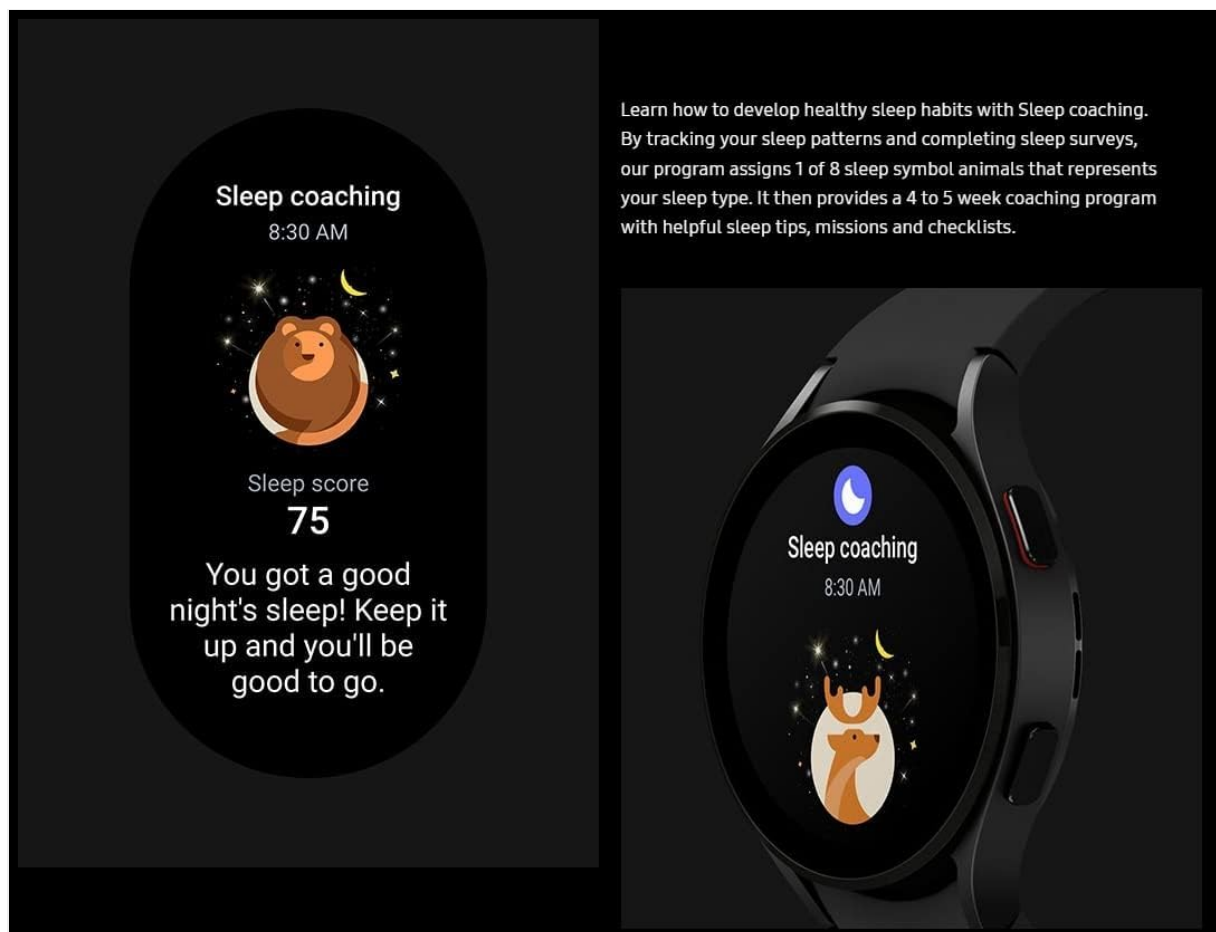 Sleep coaching
8:30 AM
Sleep score
75
You got a good
night's sleep! Keep it
up and you'll be
good to go.
Learn how to develop healthy sleep habits with Sleep coaching.
By tracking your sleep patterns and completing sleep surveys,
our program assigns 1 of 8 sleep symbol animals that represents
your sleep type. It then provides a 4 to 5 week coaching program
with helpful sleep tips, missions and checklists.
Sleep coaching
8:30 AM